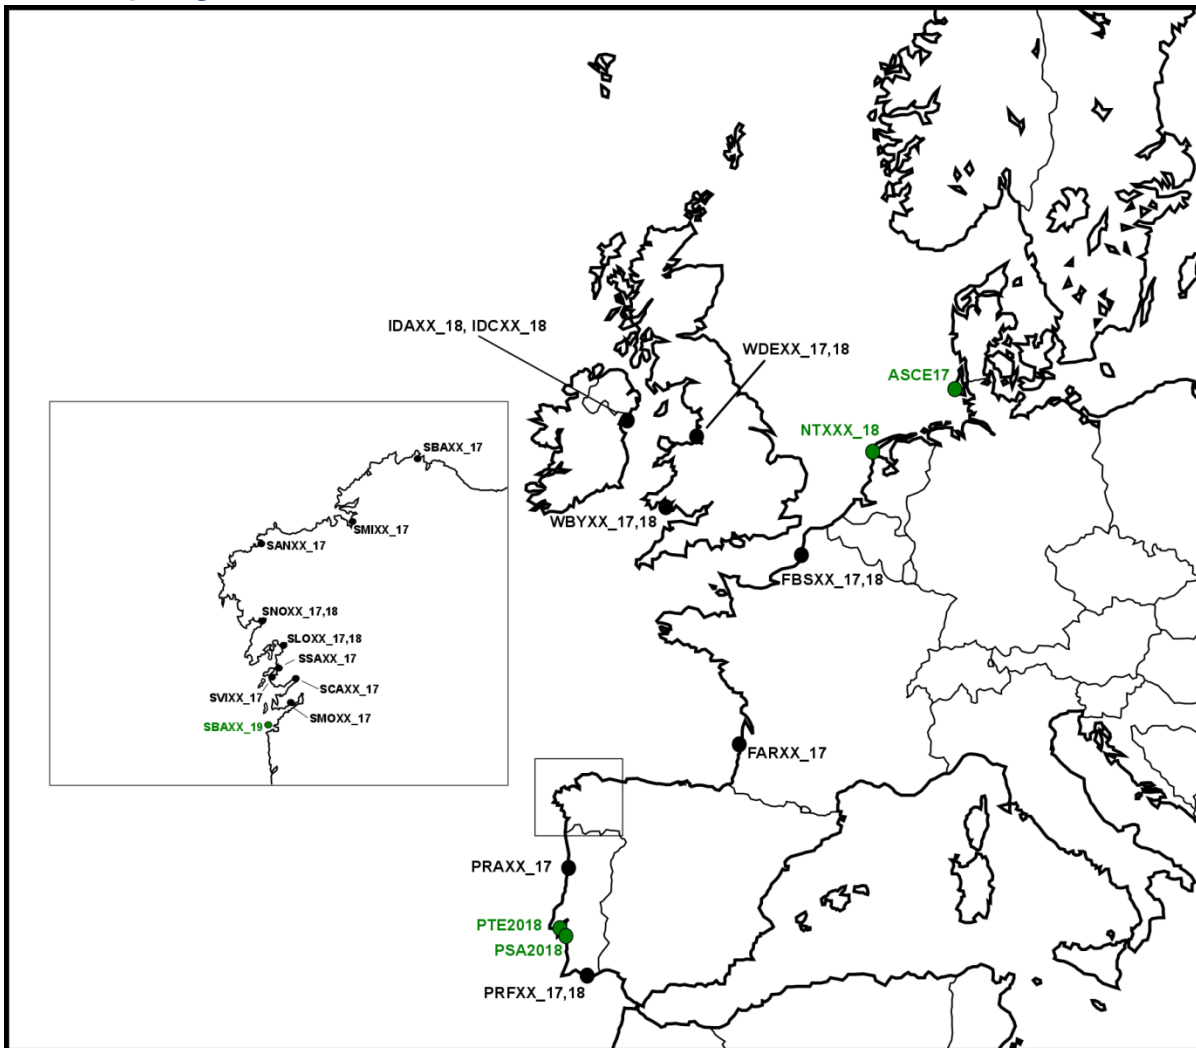 IDAXX_18, IDCXX_18
WDEXX_17,18
ASCE17
NTXXX_18
SBAXX_17
SMIXX_17
SANXX_17
WBYXX_17,18
FBSXX_17,18
SNOXX_17,18
SLOXX_17,18
SSAXX_17
SVIXX_17
SCAXX_17
SMOXX_17
SBAXX_19
FARXX_17
PRAXX_17
PTE2018
PSA2018
PRFXX_17,18